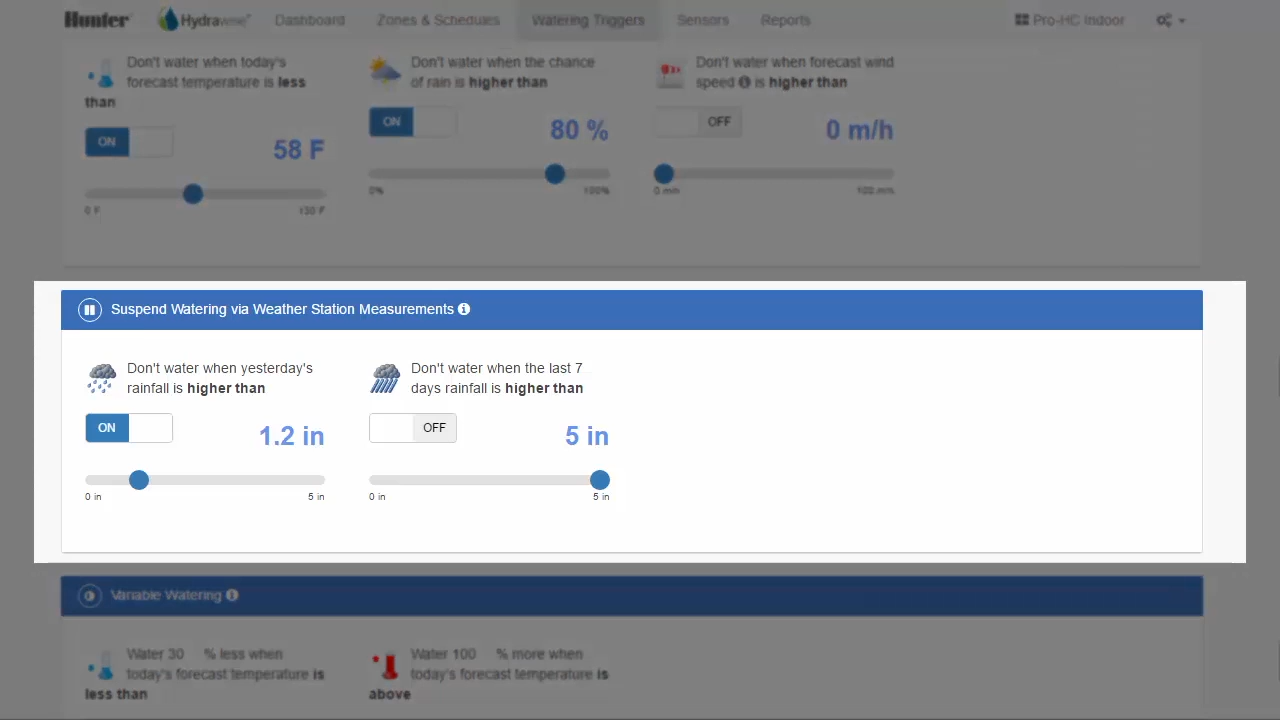 Hunter Hydrawise Dashboard Zones & Schedules Watering Triggers Sensors Reports Pro-HC Indoor
Don't water when today's
forecast temperature is less
than
ON
58 F
0 F 130 F
Don't water when the chance
of rain is higher than
ON
80 %
0% 100%
Don't water when forecast wind
speed is higher than
OFF
0 m/h
0 m/h 100 m/h
Suspend Watering via Weather Station Measurements
Don't water when yesterday's
rainfall is higher than
ON
1.2 in
0 in 5 in
Don't water when the last 7
days rainfall is higher than
OFF
5 in
0 in 5 in
Variable Watering
Water 30 % less when
today's forecast temperature is
less than
Water 100 % more when
today's forecast temperature is
above